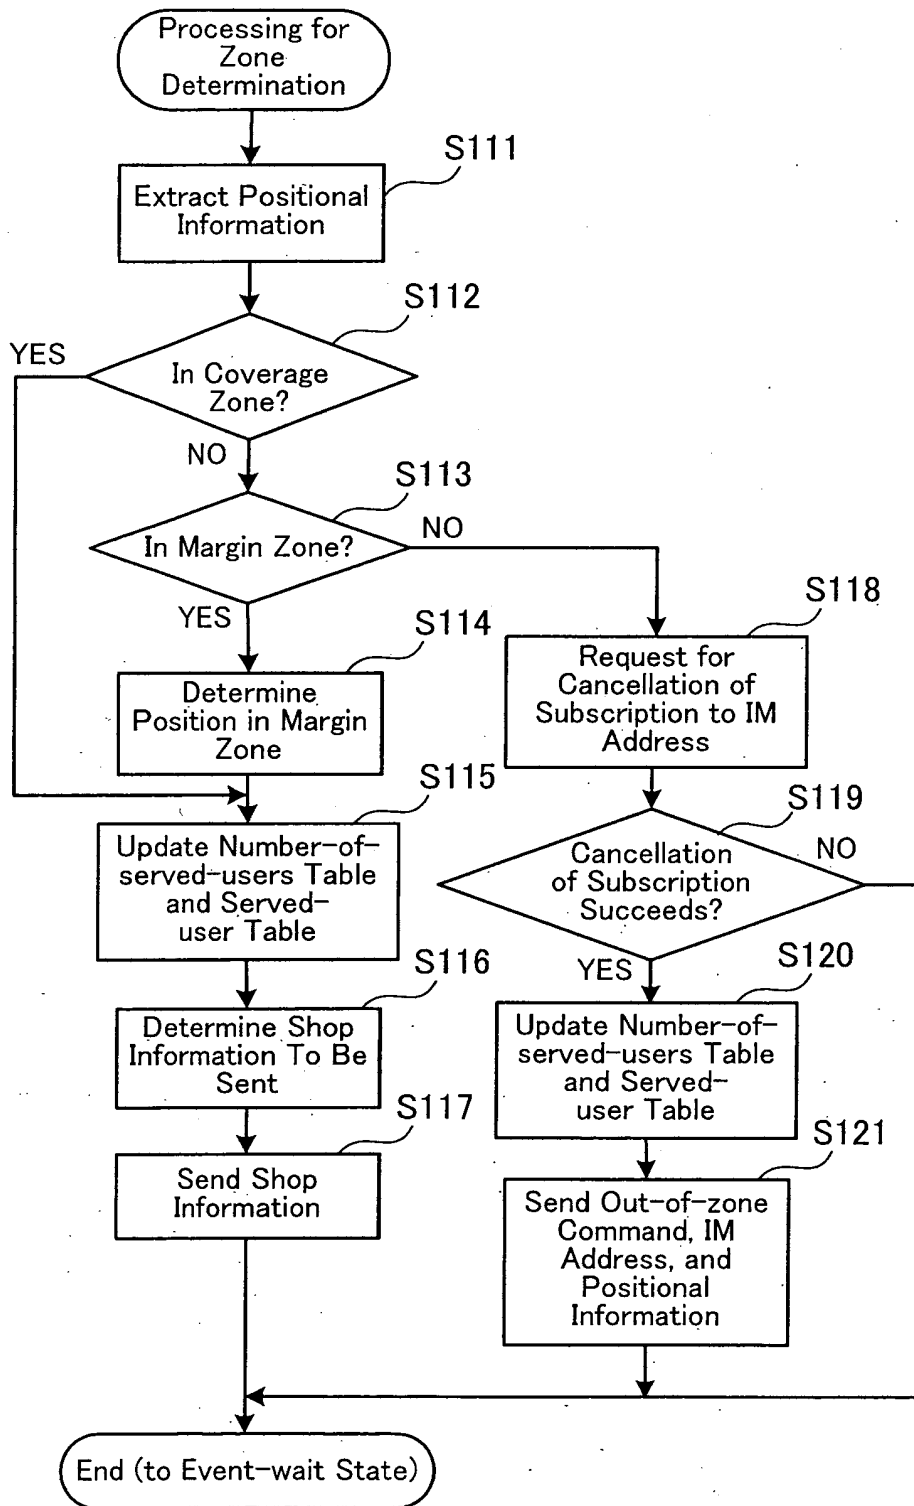 Processing for
Zone
Determination
S111
Extract Positional
Information
S112
YES
In Coverage
Zone?
NO
S113
In Margin Zone?
NO
YES
S114
Determine
Position in Margin
Zone
S115
Update Number-of-
served-users Table
and Served-
user Table
S116
Determine Shop
Information To Be
Sent
S117
Send Shop
Information
S118
Request for
Cancellation of
Subscription to IM
Address
S119
Cancellation
of Subscription
Succeeds?
NO
YES
S120
Update Number-of-
served-users Table
and Served-
user Table
S121
Send Out-of-zone
Command, IM
Address, and
Positional
Information
End (to Event-wait State)